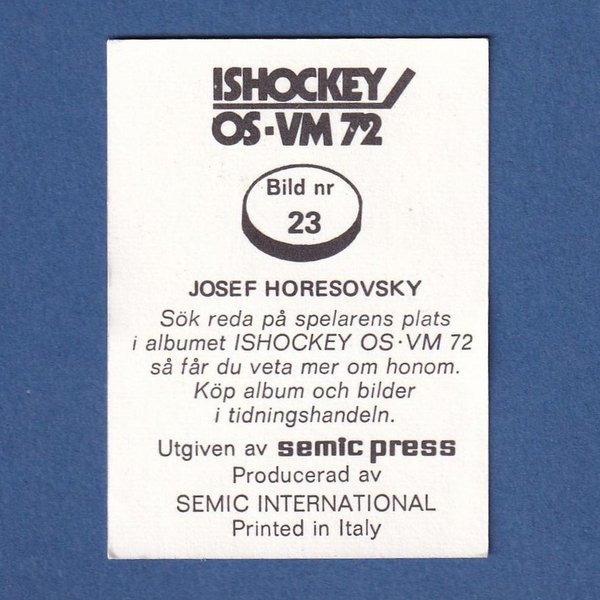 ISHOCKEY
OS·VM 72
Bild nr
23
JOSEF HORESOVSKY
Sök reda på spelarens plats
i albumet ISHOCKEY OS·VM 72
så får du veta mer om honom.
Köp album och bilder
i tidningshandeln.
Utgiven av semic press
Producerad av
SEMIC INTERNATIONAL
Printed in Italy